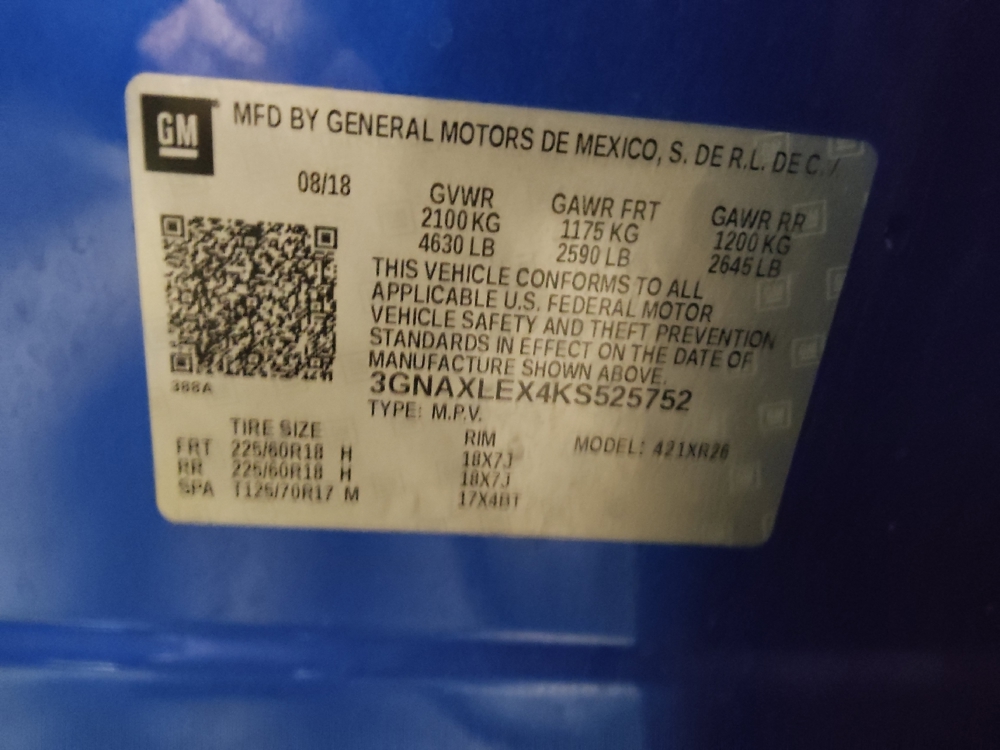 GM
MFD BY GENERAL MOTORS DE MEXICO, S. DE R.L. DE C.
08/18
GVWR GAWR FRT GAWR RR
2100 KG 1175 KG 1200 KG
4630 LB 2590 LB 2645 LB
THIS VEHICLE CONFORMS TO ALL
APPLICABLE U.S. FEDERAL MOTOR
VEHICLE SAFETY AND THEFT PREVENTION
STANDARDS IN EFFECT ON THE DATE OF
MANUFACTURE SHOWN ABOVE.
388A
3GNAXLEX4KS525752
TYPE: M.P.V.
TIRE SIZE RIM MODEL: 421XR26
FRT 225/60R18 H 18X7J
RR 225/60R18 H 18X7J
SPA T125/70R17 M 17X4BT